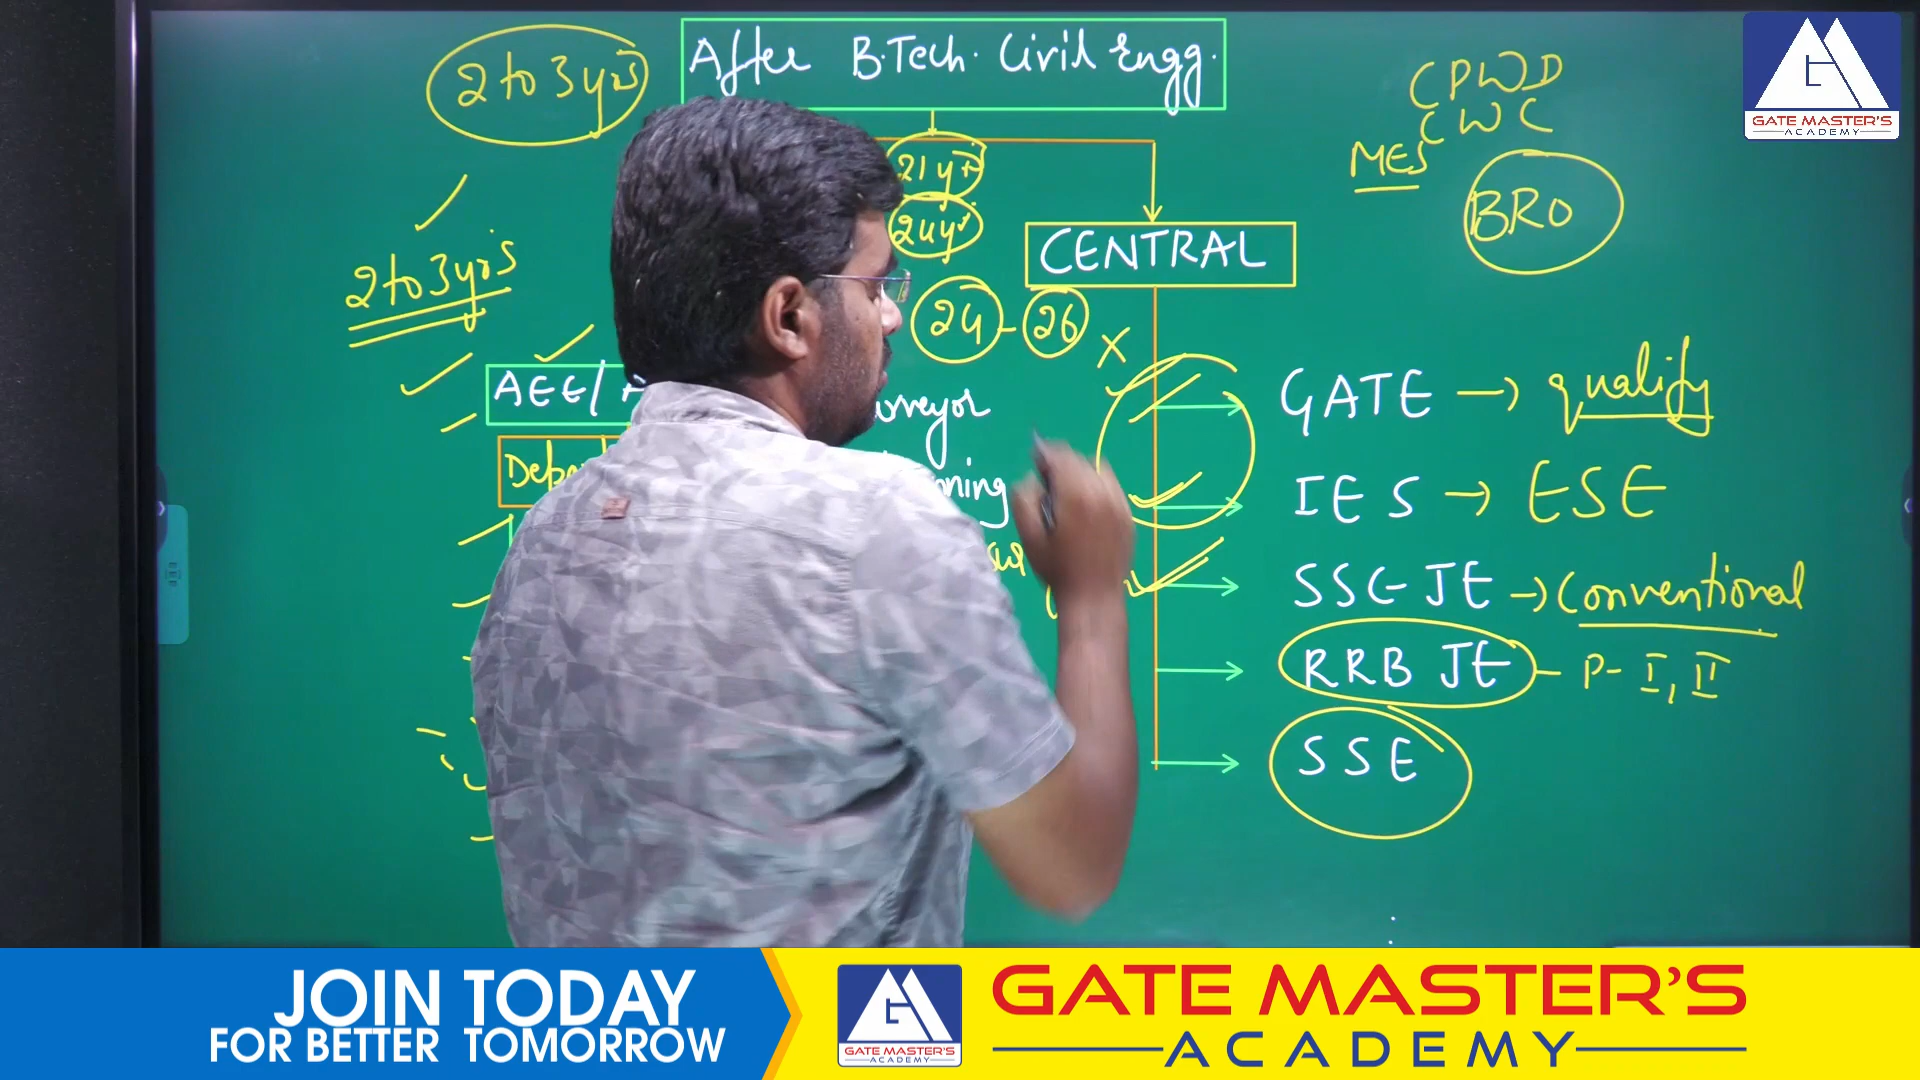 2 to 3 yrs
After B.Tech. Civil Engg.
CPWD
CWC
MES
BRO
21 yr
24 yr
2 to 3 yrs
CENTRAL
24 - 26 X
AEE/
GATE → qualify
IES → ESE
SSC-JE → Conventional
RRB JE - P- I, II
SSE
GATE MASTER'S
ACADEMY
JOIN TODAY
FOR BETTER TOMORROW
GATE MASTER'S
ACADEMY
GATE MASTER'S
ACADEMY